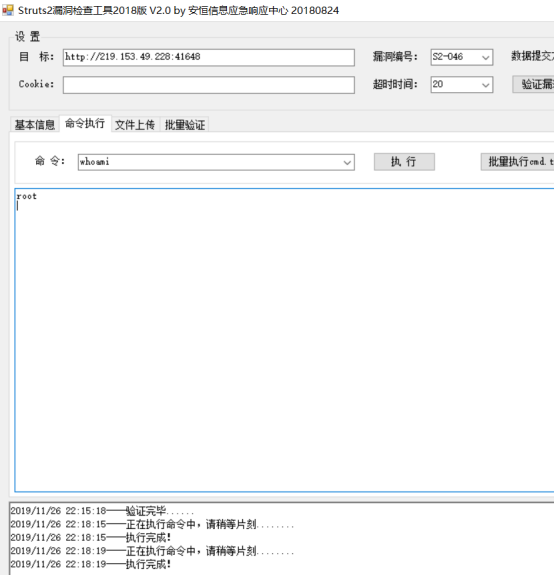 Struts2漏洞检查工具2018版 V2.0 by 安恒信息应急响应中心 20180824
设 置
目 标: http://219.153.49.228:41648 漏洞编号: S2-046 数据提交
Cookie: 超时时间: 20 验证漏
基本信息 命令执行 文件上传 批量验证
命 令: whoami 执 行 批量执行cmd.t
root
2019/11/26 22:15:18——验证完毕......
2019/11/26 22:18:15——正在执行命令中，请稍等片刻........
2019/11/26 22:18:15——执行完成!
2019/11/26 22:18:19——正在执行命令中，请稍等片刻........
2019/11/26 22:18:19——执行完成!